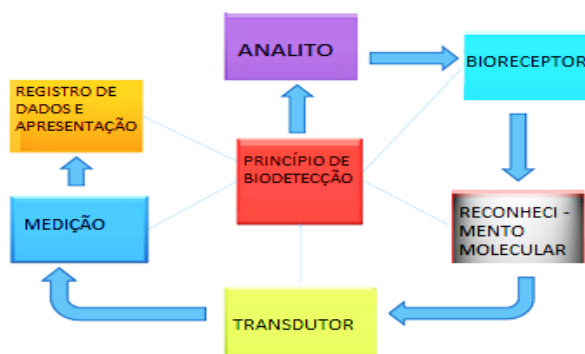 ANALITO
BIORECEPTOR
REGISTRO DE
DADOS E
APRESENTAÇÃO
PRINCÍPIO DE
BIODETECÇÃO
MEDIÇÃO
RECONHECI -
MENTO
MOLECULAR
TRANSDUTOR